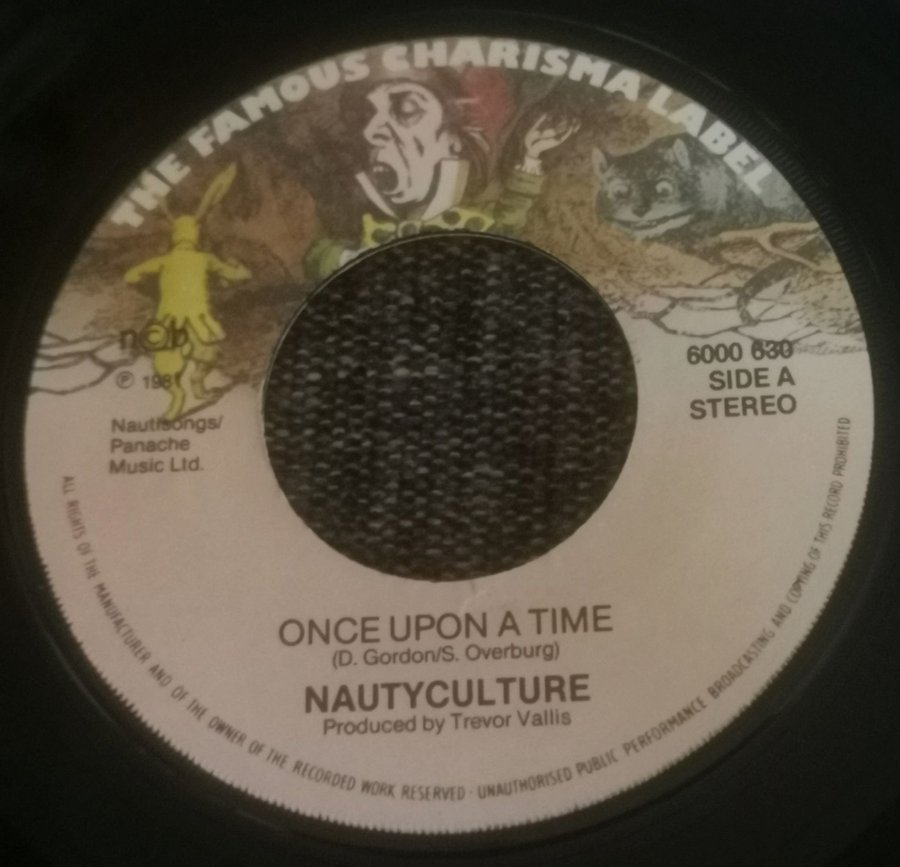 THE FAMOUS CHARISMA LABEL
n©b
℗ 1981
Nautisongs/
Panache
Music Ltd.
6000 630
SIDE A
STEREO
ONCE UPON A TIME
(D. Gordon/S. Overburg)
NAUTYCULTURE
Produced by Trevor Vallis
ALL RIGHTS OF THE MANUFACTURER AND OF THE OWNER OF THE RECORDED WORK RESERVED · UNAUTHORISED PUBLIC PERFORMANCE BROADCASTING AND COPYING OF THIS RECORD PROHIBITED